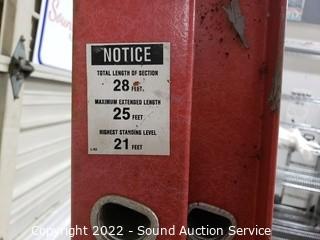 Sound
NOTICE
TOTAL LENGTH OF SECTION
28 FEET
MAXIMUM EXTENDED LENGTH
25 FEET
HIGHEST STANDING LEVEL
21 FEET
Copyright 2022 - Sound Auction Service